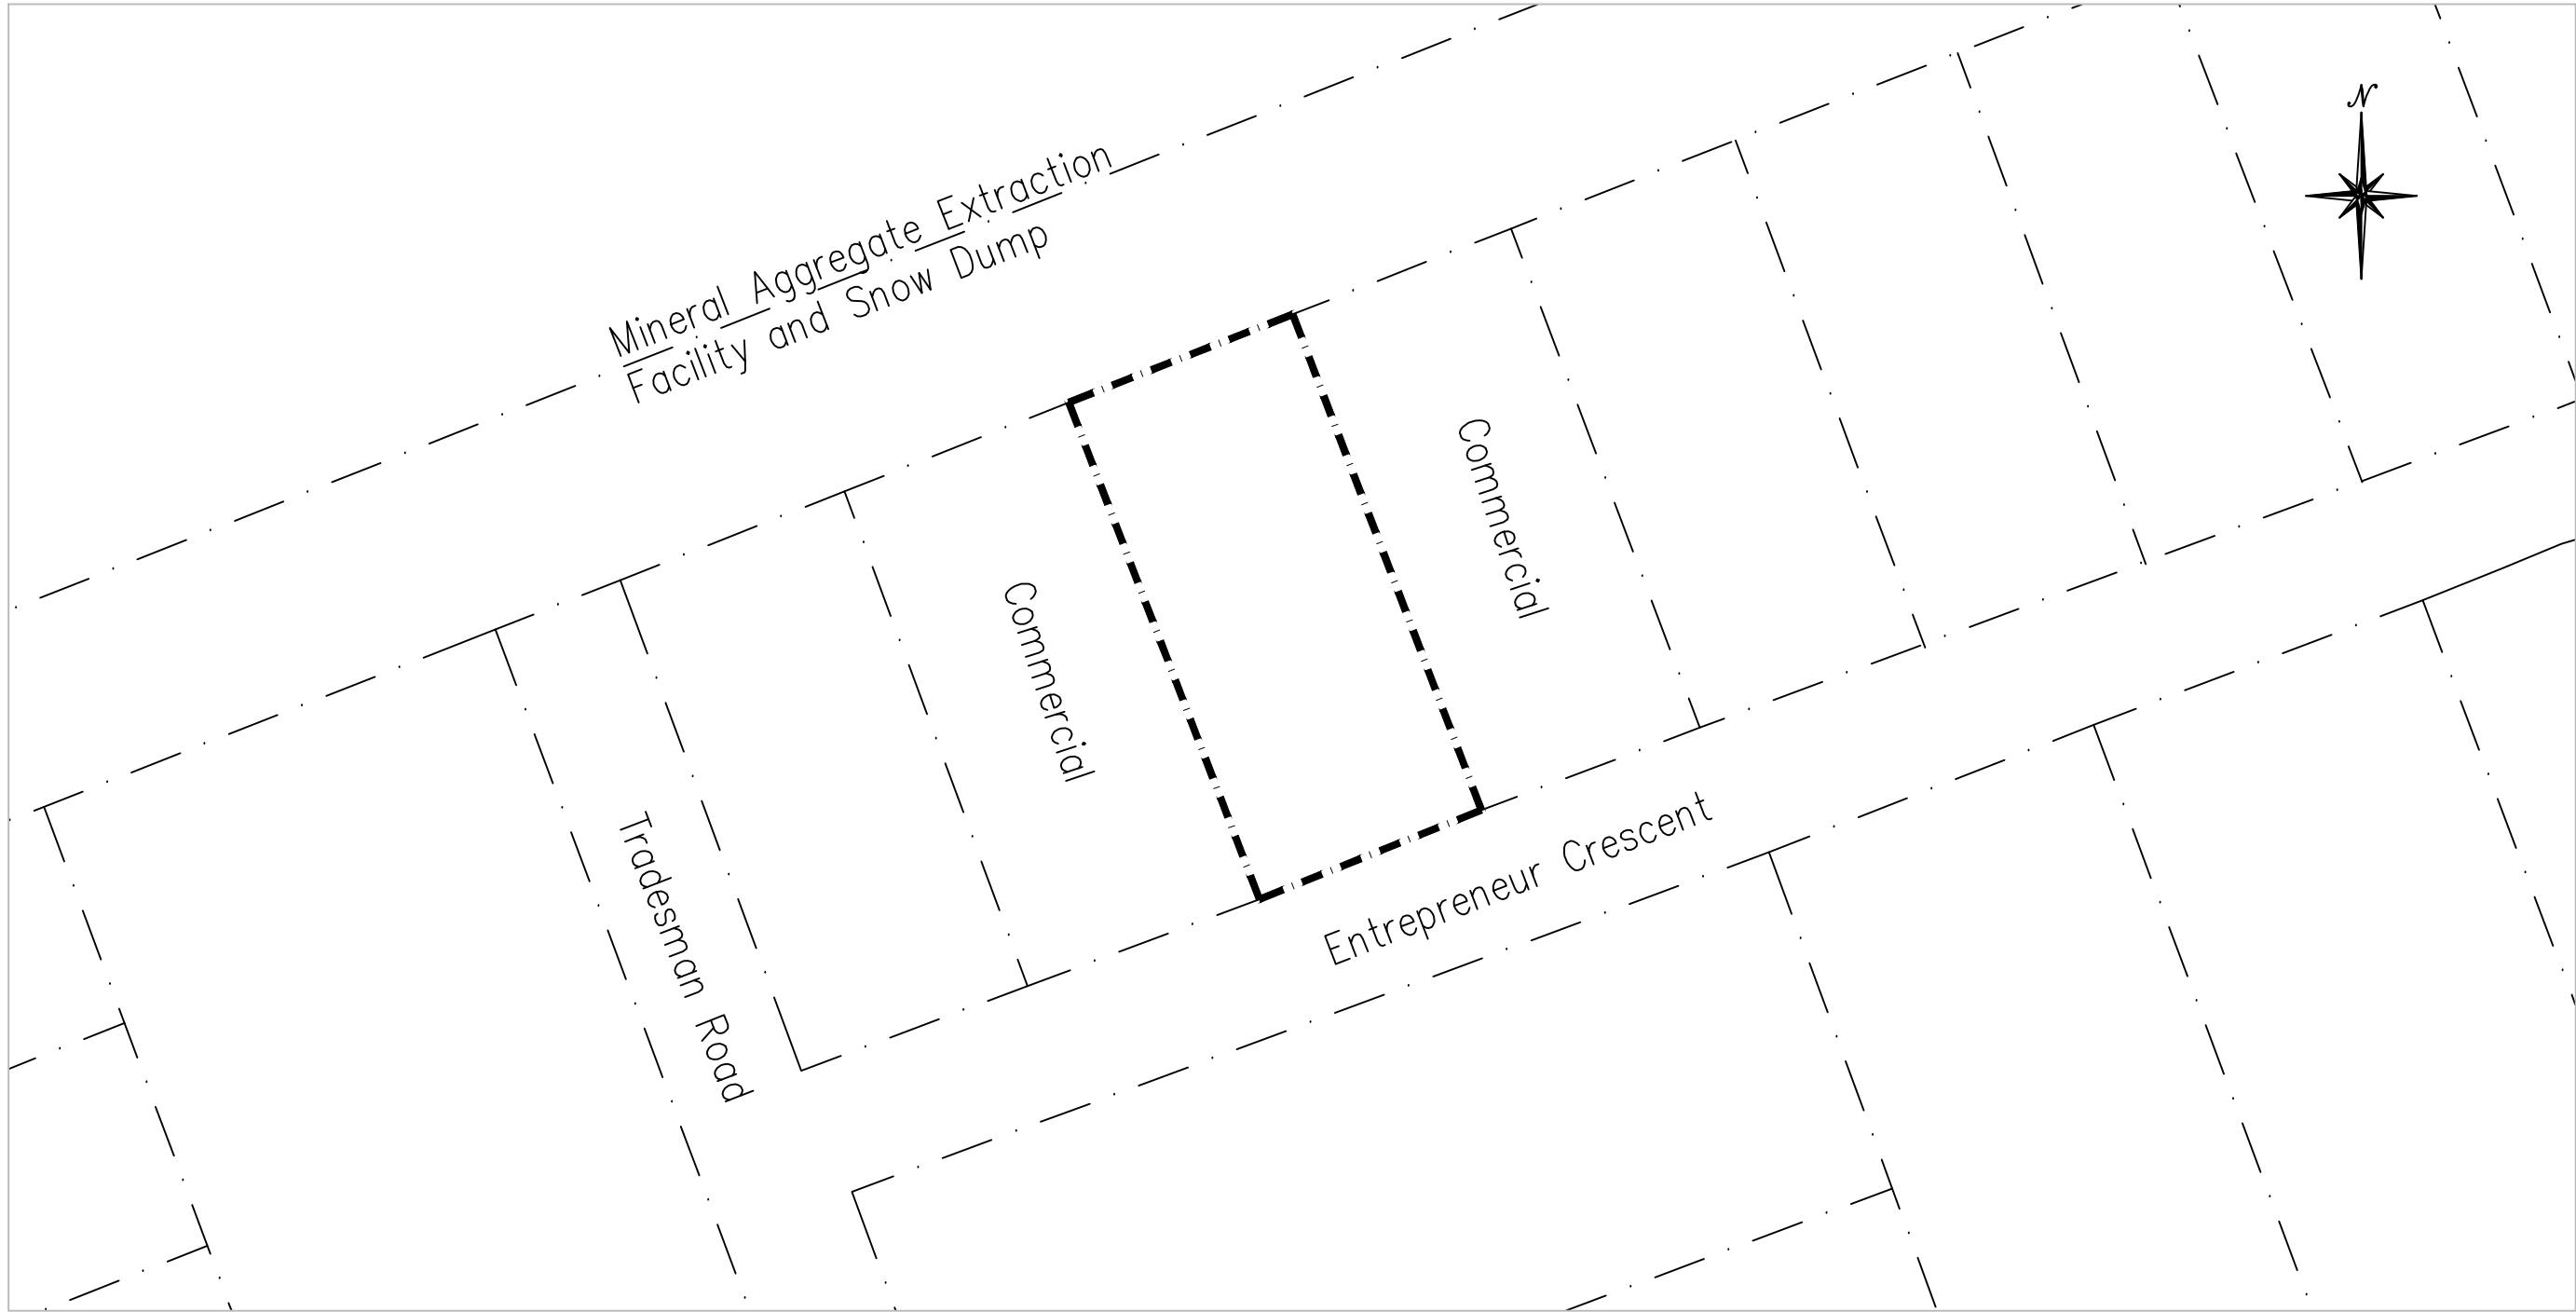 Mineral Aggregate Extraction
Facility and Snow Dump
N
Commercial
Commercial
Tradesman Road
Entrepreneur Crescent